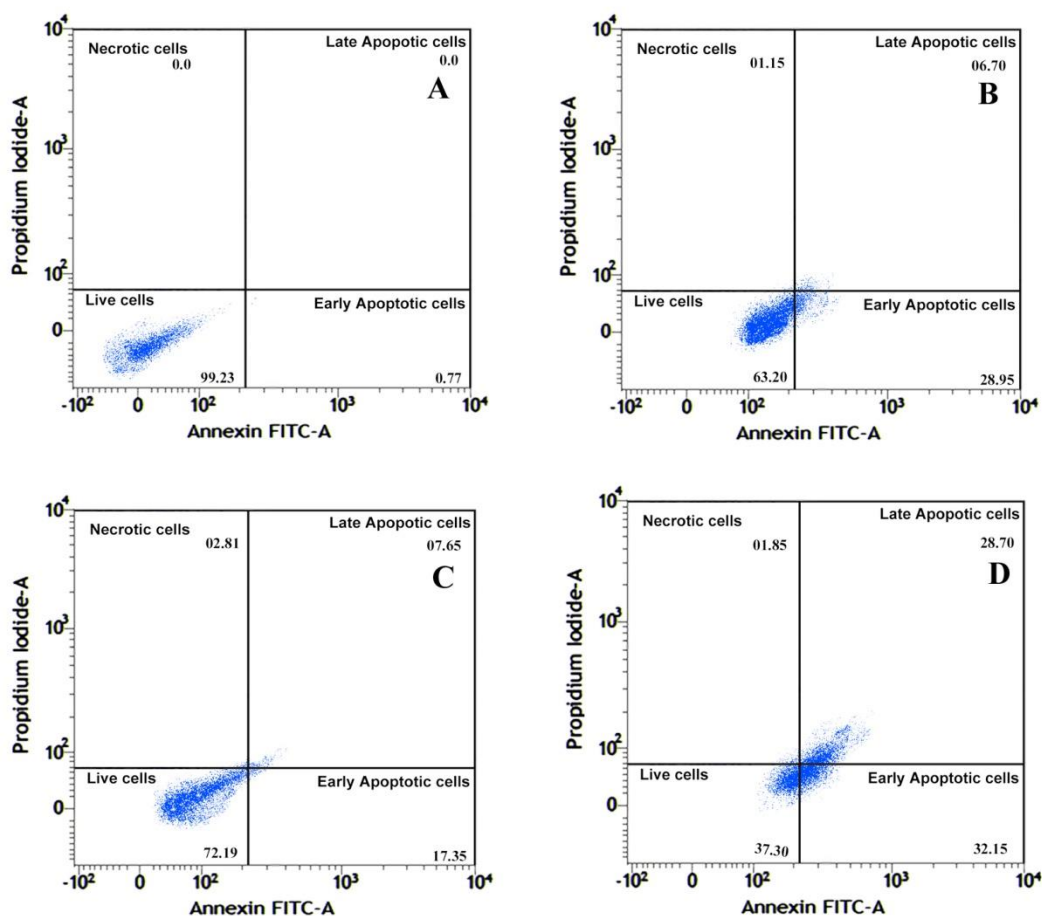 10⁴
Necrotic cells
0.0
Late Apopotic cells
0.0
A
10³
10²
Live cells
Early Apoptotic cells
0
99.23
0.77
-10² 0 10² 10³ 10⁴
Annexin FITC-A
Propidium Iodide-A
10⁴
Necrotic cells
01.15
Late Apopotic cells
06.70
B
10³
10²
Live cells
Early Apoptotic cells
0
63.20
28.95
-10² 0 10² 10³ 10⁴
Annexin FITC-A
Propidium Iodide-A
10⁴
Necrotic cells
02.81
Late Apopotic cells
07.65
C
10³
10²
Live cells
Early Apoptotic cells
0
72.19
17.35
-10² 0 10² 10³ 10⁴
Annexin FITC-A
Propidium Iodide-A
10⁴
Necrotic cells
01.85
Late Apopotic cells
28.70
D
10³
10²
Live cells
Early Apoptotic cells
0
37.30
32.15
-10² 0 10² 10³ 10⁴
Annexin FITC-A
Propidium Iodide-A